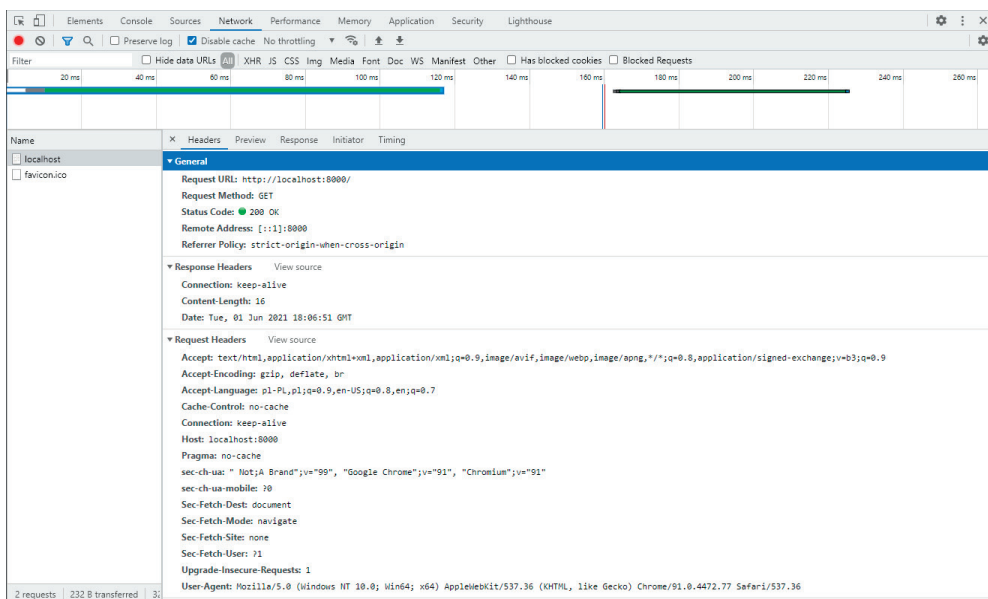 Elements Console Sources Network Performance Memory Application Security Lighthouse
Preserve log Disable cache No throttling
Filter Hide data URLs All XHR JS CSS Img Media Font Doc WS Manifest Other Has blocked cookies Blocked Requests
20 ms 40 ms 60 ms 80 ms 100 ms 120 ms 140 ms 160 ms 180 ms 200 ms 220 ms 240 ms 260 ms
Name
localhost
favicon.ico
Headers Preview Response Initiator Timing
General
Request URL: http://localhost:8000/
Request Method: GET
Status Code: 200 OK
Remote Address: [::1]:8000
Referrer Policy: strict-origin-when-cross-origin
Response Headers View source
Connection: keep-alive
Content-Length: 16
Date: Tue, 01 Jun 2021 18:06:51 GMT
Request Headers View source
Accept: text/html,application/xhtml+xml,application/xml;q=0.9,image/avif,image/webp,image/apng,*/*;q=0.8,application/signed-exchange;v=b3;q=0.9
Accept-Encoding: gzip, deflate, br
Accept-Language: pl-PL,pl;q=0.9,en-US;q=0.8,en;q=0.7
Cache-Control: no-cache
Connection: keep-alive
Host: localhost:8000
Pragma: no-cache
sec-ch-ua: " Not;A Brand";v="99", "Google Chrome";v="91", "Chromium";v="91"
sec-ch-ua-mobile: ?0
Sec-Fetch-Dest: document
Sec-Fetch-Mode: navigate
Sec-Fetch-Site: none
Sec-Fetch-User: ?1
Upgrade-Insecure-Requests: 1
User-Agent: Mozilla/5.0 (Windows NT 10.0; Win64; x64) AppleWebKit/537.36 (KHTML, like Gecko) Chrome/91.0.4472.77 Safari/537.36
2 requests 232 B transferred